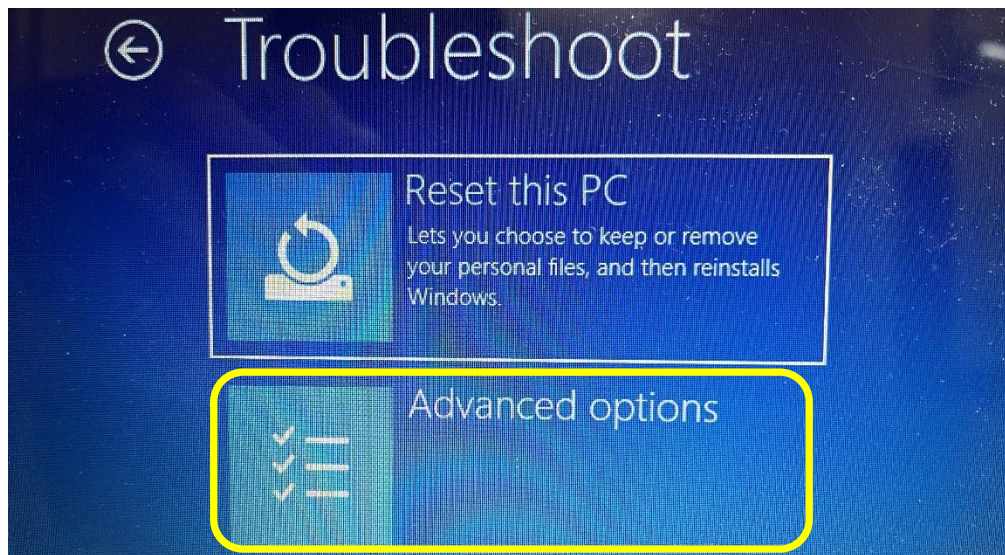 Troubleshoot
Reset this PC
Lets you choose to keep or remove
your personal files, and then reinstalls
Windows.
Advanced options